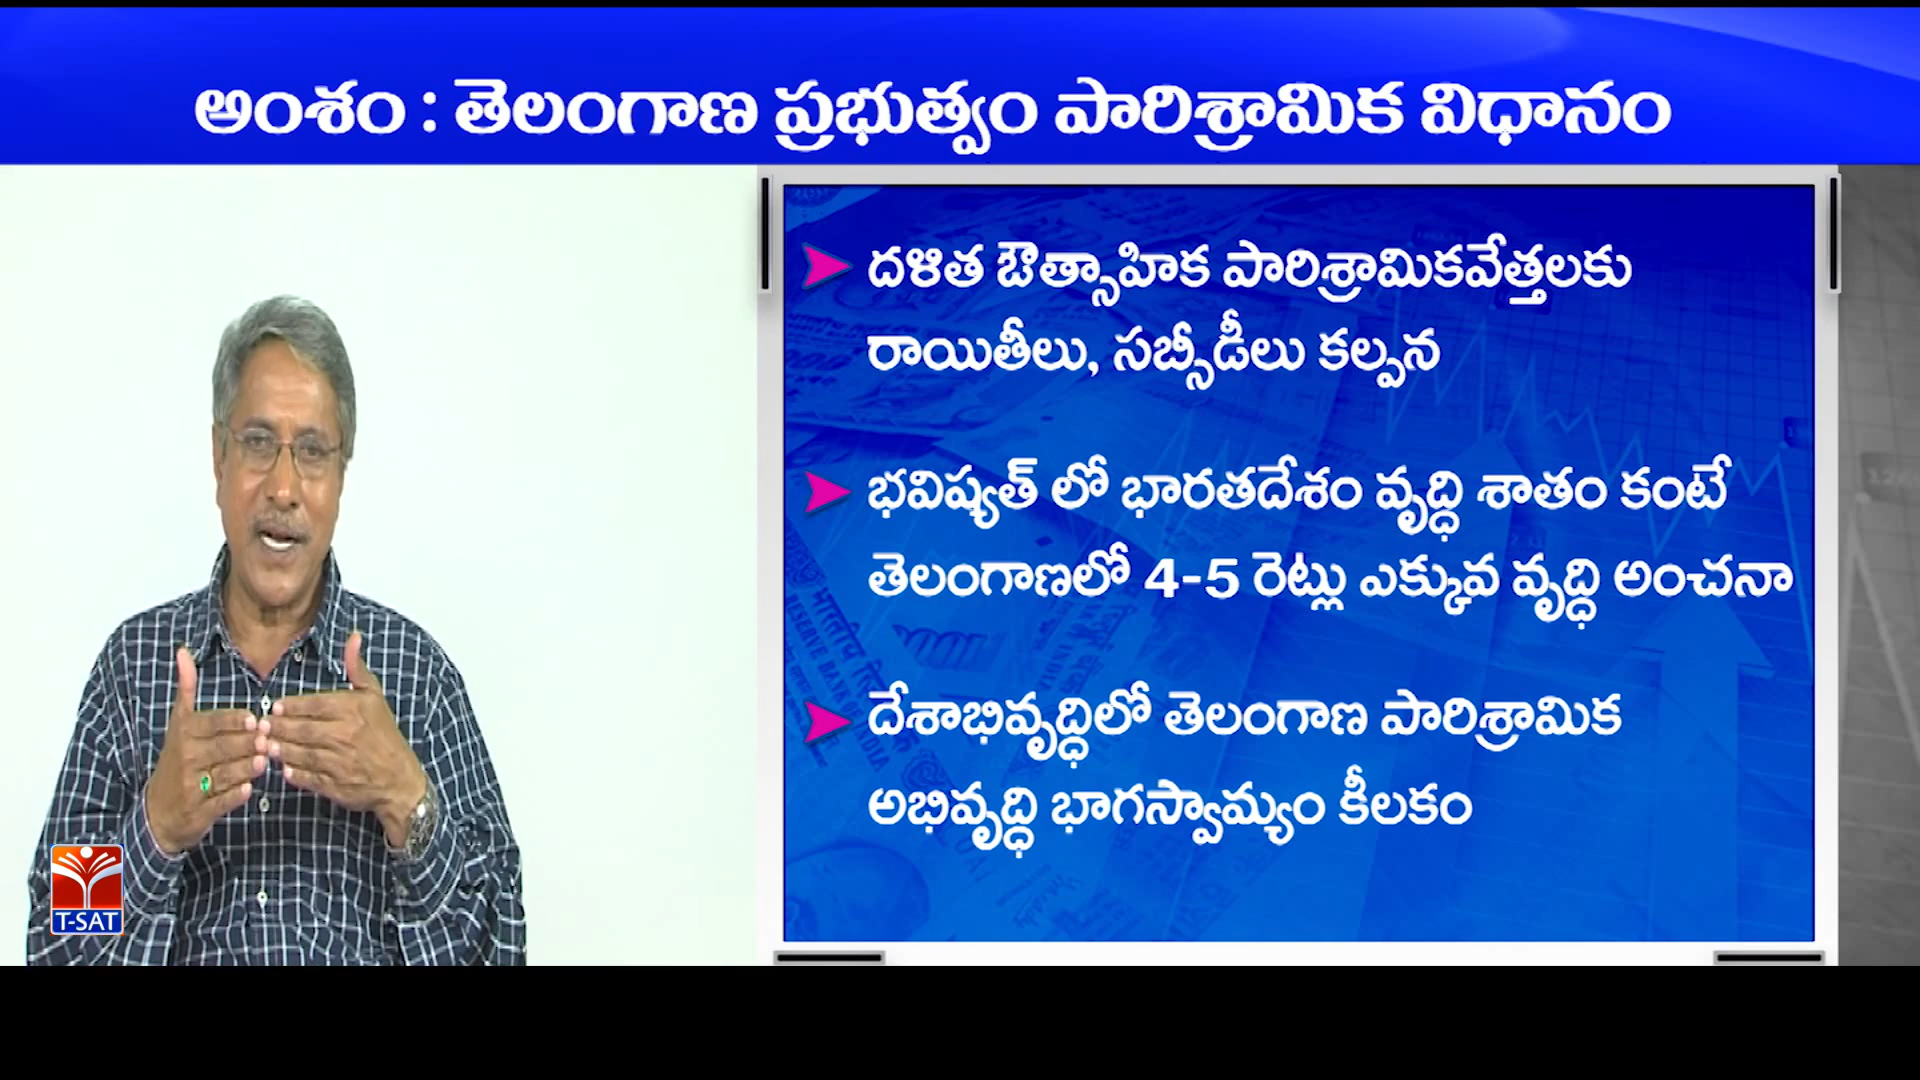 అంశం : తెలంగాణ ప్రభుత్వం పారిశ్రామిక విధానం
దళిత ఔత్సాహిక పారిశ్రామికవేత్తలకు
రాయితీలు, సబ్సీడీలు కల్పన
భవిష్యత్ లో భారతదేశం వృద్ధి శాతం కంటే
తెలంగాణలో 4-5 రెట్లు ఎక్కువ వృద్ధి అంచనా
దేశాభివృద్ధిలో తెలంగాణ పారిశ్రామిక
అభివృద్ధి భాగస్వామ్యం కీలకం
T-SAT